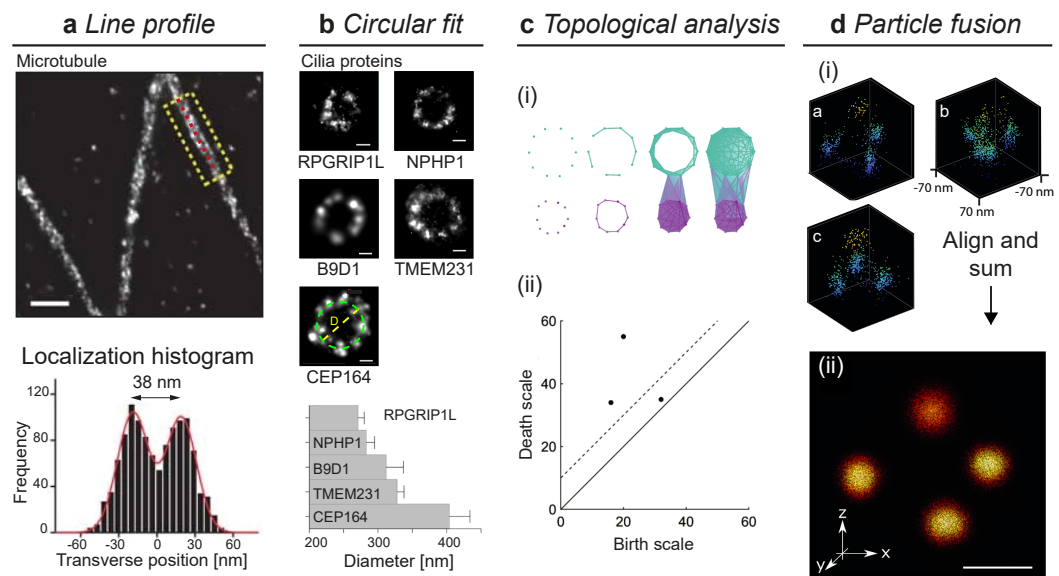 a Line profile
Microtubule
Localization histogram
38 nm
120
80
40
0
Frequency
-60 -30 0 30 60
Transverse position [nm]
b Circular fit
Cilia proteins
RPGRIP1L NPHP1
B9D1 TMEM231
D
CEP164
RPGRIP1L
NPHP1
B9D1
TMEM231
CEP164
200 300 400
Diameter [nm]
c Topological analysis
(i)
(ii)
60
40
20
0
Death scale
0 20 40 60
Birth scale
d Particle fusion
(i)
a b
-70 nm -70 nm
70 nm
c
Align and
sum
(ii)
z
y x